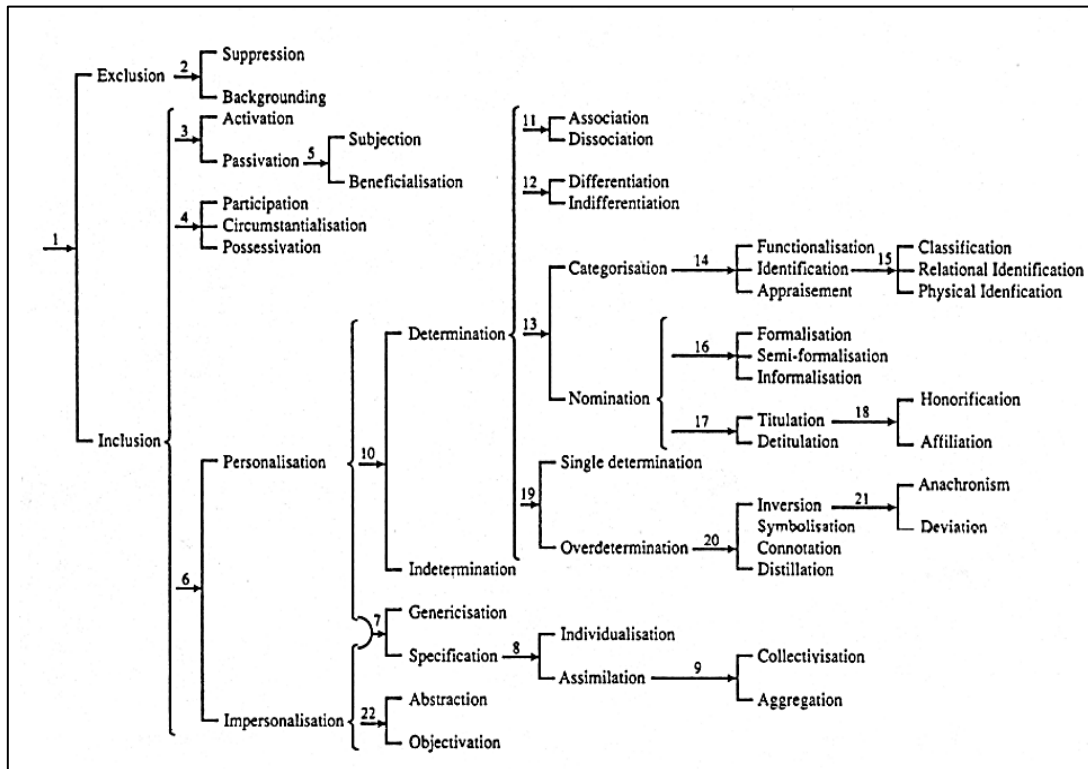 Suppression
Exclusion 2
Backgrounding
Activation
3
Passivation 5
Subjection
Beneficialisation
Participation
4 Circumstantialisation
Possessivation
1
Inclusion
11 Association
Dissociation
12 Differentiation
Indifferentiation
Categorisation 14
Functionalisation
Identification 15
Appraisement
Classification
Relational Identification
Physical Idenfication
Determination
13
Formalisation
16 Semi-formalisation
Informalisation
Nomination
17 Titulation 18
Detitulation
Honorification
Affiliation
Personalisation 10
Single determination
19
Overdetermination 20
Inversion 21
Symbolisation
Connotation
Distillation
Anachronism
Deviation
Indetermination
6
7 Genericisation
Specification 8
Individualisation
Assimilation 9
Collectivisation
Aggregation
Impersonalisation 22
Abstraction
Objectivation